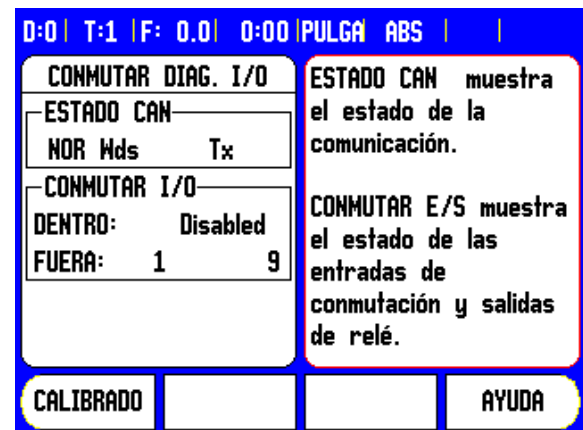 D:0 | T:1 | F: 0.0 | 0:00 | PULGA | ABS | |
CONMUTAR DIAG. I/O
ESTADO CAN
NOR Wds Tx
CONMUTAR I/O
DENTRO: Disabled
FUERA: 1 9
ESTADO CAN muestra
el estado de la
comunicación.
CONMUTAR E/S muestra
el estado de las
entradas de
conmutación y salidas
de relé.
CALIBRADO
AYUDA